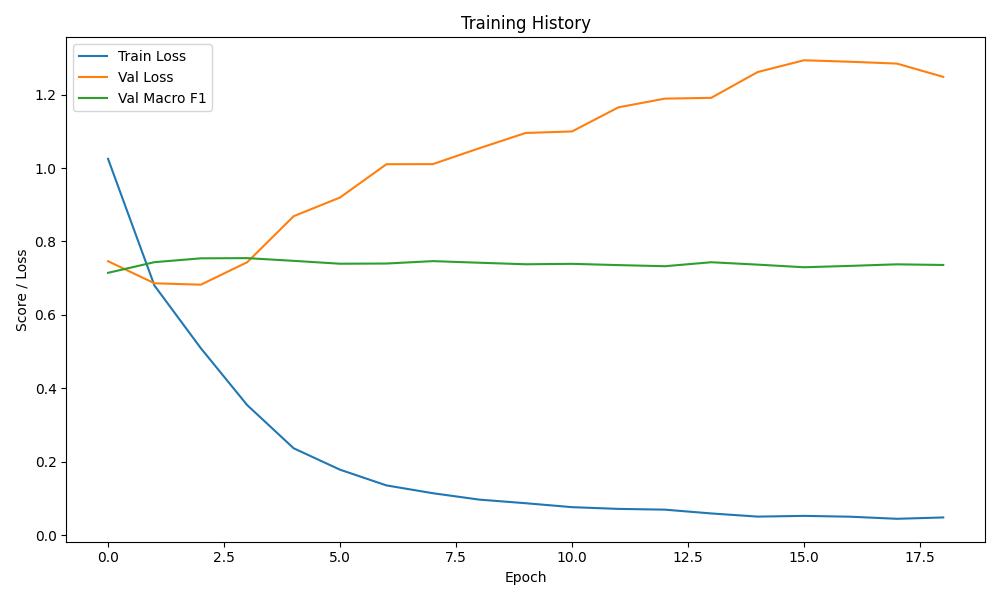 Training History
Train Loss
Val Loss
Val Macro F1
Score / Loss
1.2
1.0
0.8
0.6
0.4
0.2
0.0
0.0 2.5 5.0 7.5 10.0 12.5 15.0 17.5
Epoch